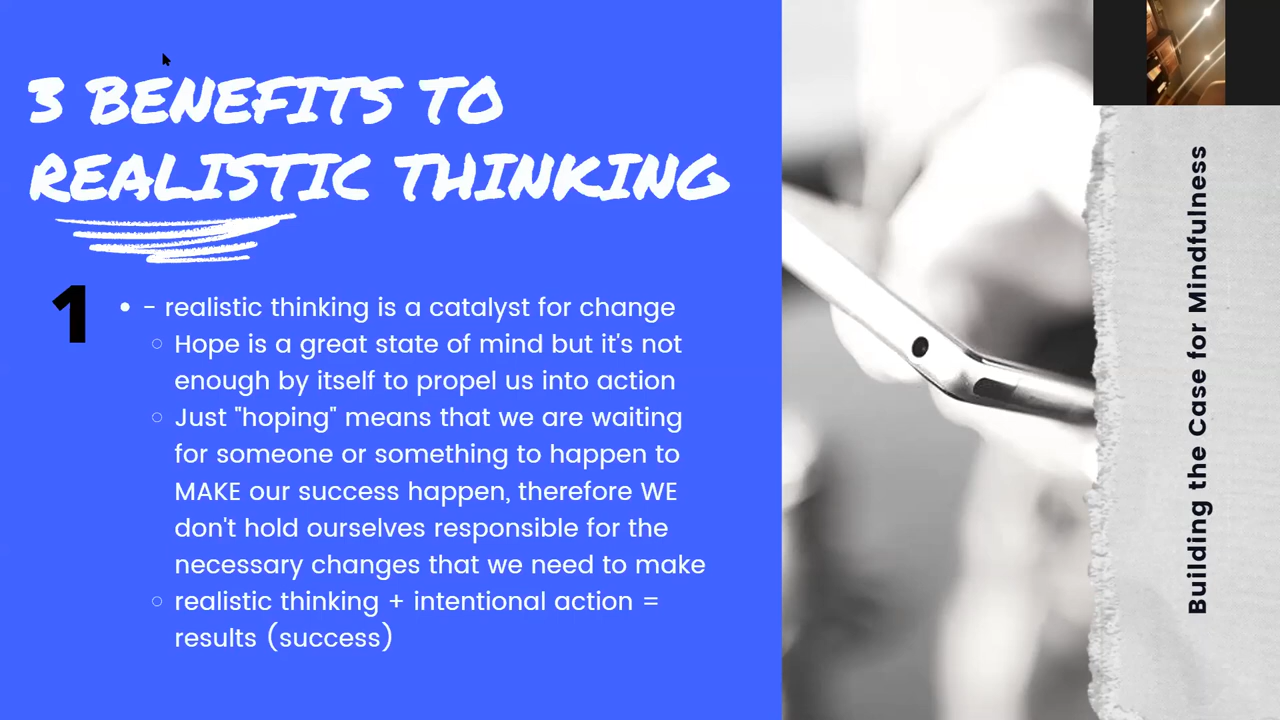 3 BENEFITS TO
REALISTIC THINKING
1
• – realistic thinking is a catalyst for change
○ Hope is a great state of mind but it's not
enough by itself to propel us into action
○ Just "hoping" means that we are waiting
for someone or something to happen to
MAKE our success happen, therefore WE
don't hold ourselves responsible for the
necessary changes that we need to make
○ realistic thinking + intentional action =
results (success)
Building the Case for Mindfulness